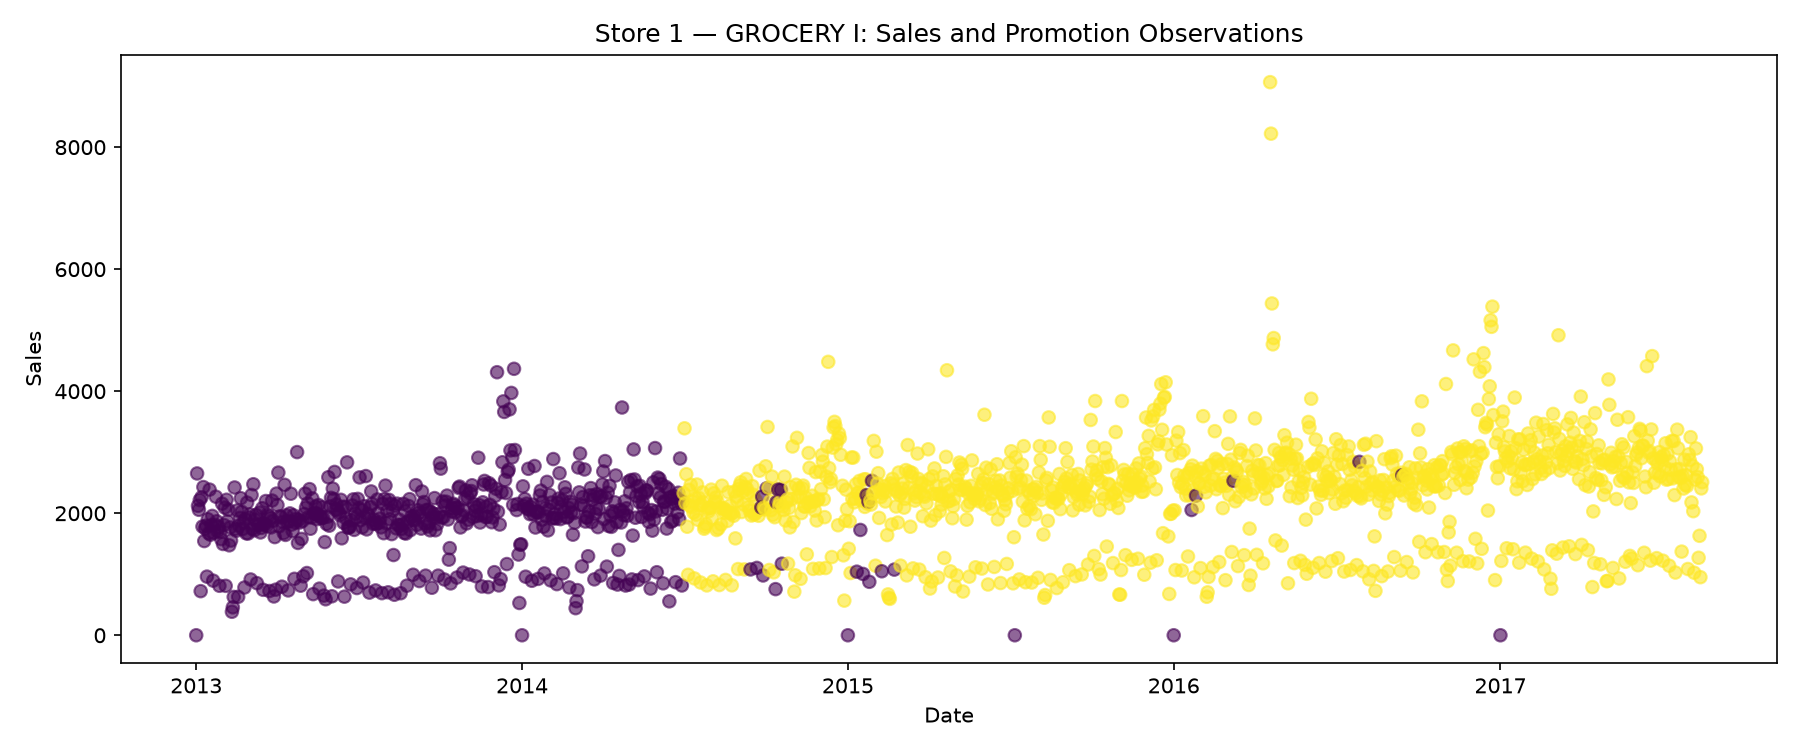 Store 1 — GROCERY I: Sales and Promotion Observations
Sales
8000
6000
4000
2000
0
2013 2014 2015 2016 2017
Date